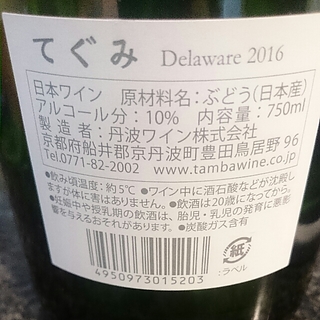 てぐみ Delaware 2016
日本ワイン 原材料名：ぶどう(日本産)
アルコール分：10% 内容量：750ml
製造者：丹波ワイン株式会社
京都府船井郡京丹波町豊田鳥居野 96
Tel.0771-82-2002 www.tambawine.co.jp
●飲み頃温度：約5℃ ●ワイン中に酒石酸などが沈殿し
ますが体に害はありません。●飲酒は20歳になってから。
●妊娠中や授乳期の飲酒は、胎児・乳児の発育に悪影
響を与えるおそれがあります。●炭酸ガス含有
紙
：ラベル
4950973015203